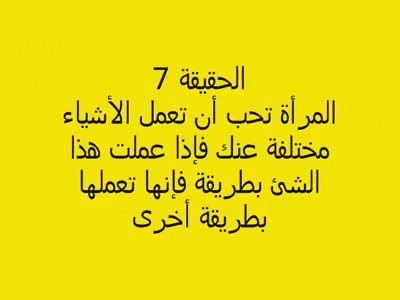 الحقيقة 7
المرأة تحب أن تعمل الأشياء
مختلفة عنك فإذا عملت هذا
الشئ بطريقة فإنها تعملها
بطريقة أخرى